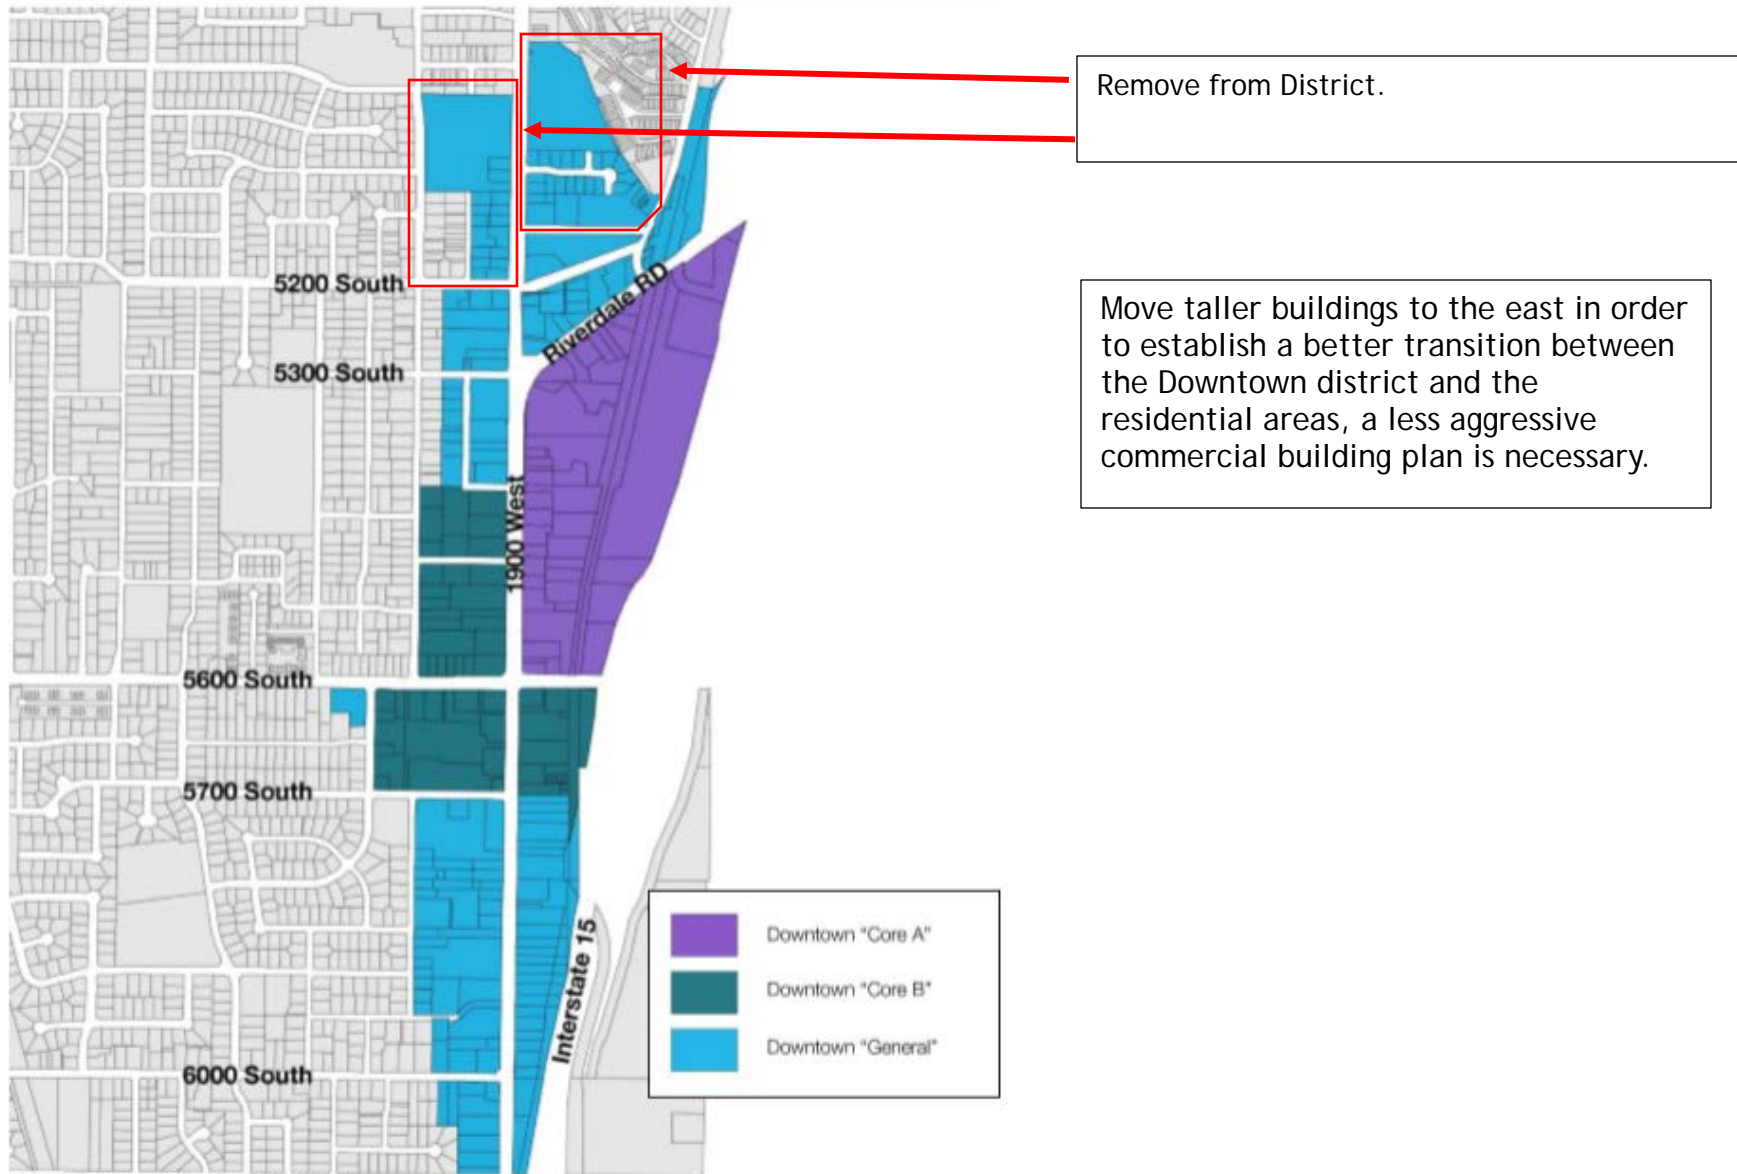 Remove from District.
Move taller buildings to the east in order
to establish a better transition between
the Downtown district and the
residential areas, a less aggressive
commercial building plan is necessary.
5200 South
Riverdale RD
5300 South
1900 West
5600 South
5700 South
Interstate 15
6000 South
Downtown "Core A"
Downtown "Core B"
Downtown "General"